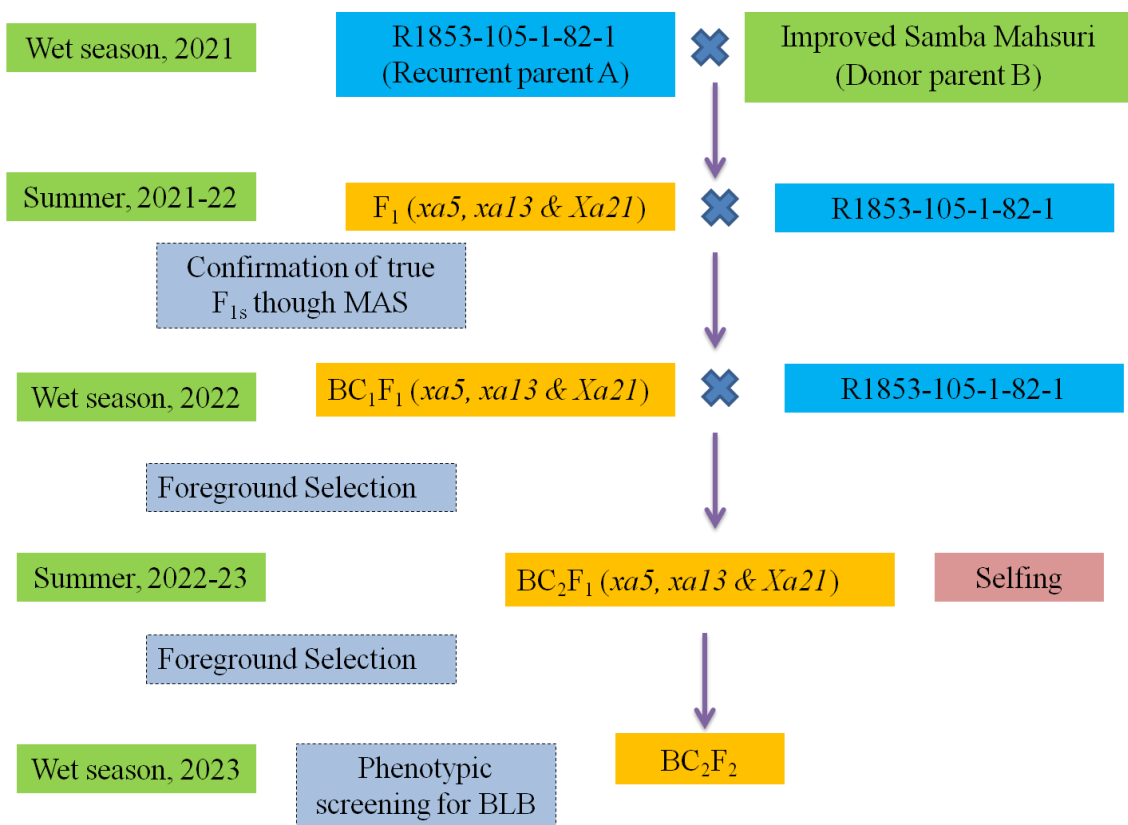 Wet season, 2021
R1853-105-1-82-1
(Recurrent parent A)
Improved Samba Mahsuri
(Donor parent B)
Summer, 2021-22
F₁ (xa5, xa13 & Xa21)
R1853-105-1-82-1
Confirmation of true
F₁ₛ though MAS
Wet season, 2022
BC₁F₁ (xa5, xa13 & Xa21)
R1853-105-1-82-1
Foreground Selection
Summer, 2022-23
BC₂F₁ (xa5, xa13 & Xa21)
Selfing
Foreground Selection
Wet season, 2023
Phenotypic
screening for BLB
BC₂F₂